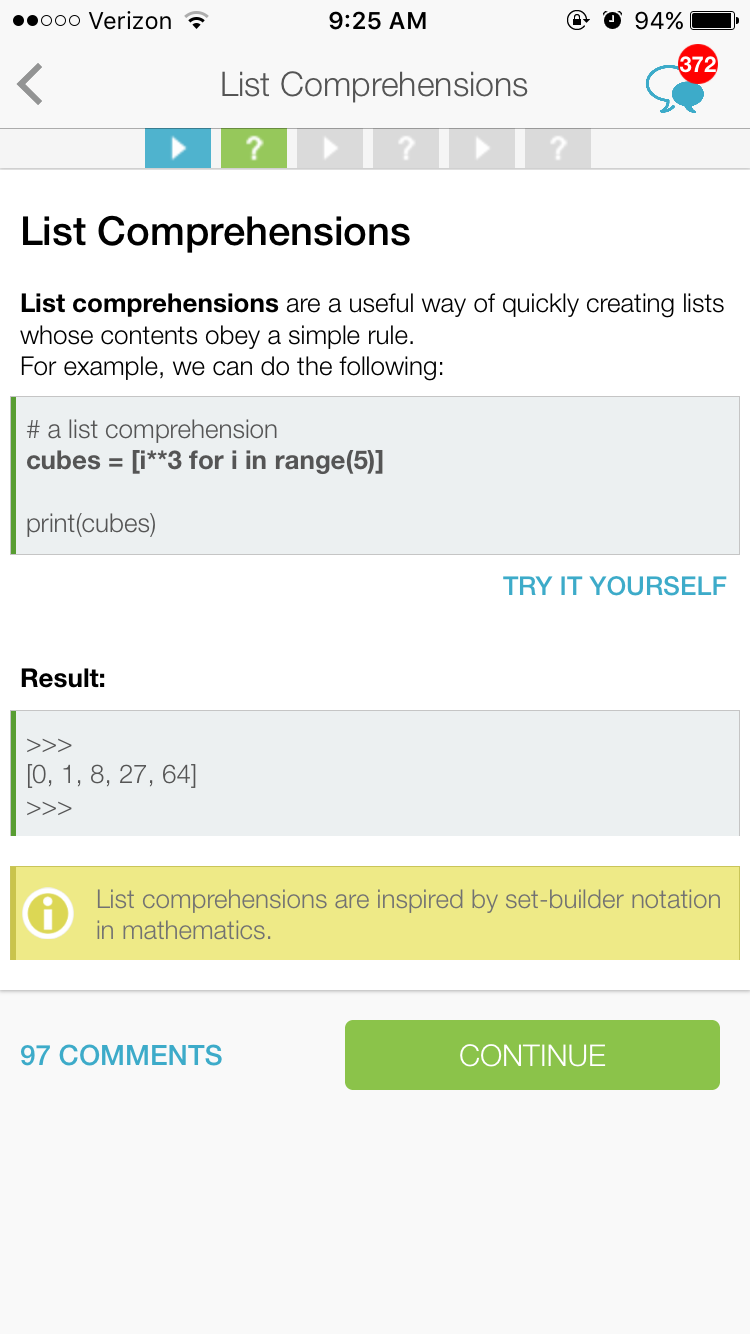 Verizon 9:25 AM 94%
List Comprehensions 372
? ? ?
List Comprehensions
List comprehensions are a useful way of quickly creating lists
whose contents obey a simple rule.
For example, we can do the following:
# a list comprehension
cubes = [i**3 for i in range(5)]
print(cubes)
TRY IT YOURSELF
Result:
>>>
[0, 1, 8, 27, 64]
>>>
List comprehensions are inspired by set-builder notation
in mathematics.
97 COMMENTS CONTINUE